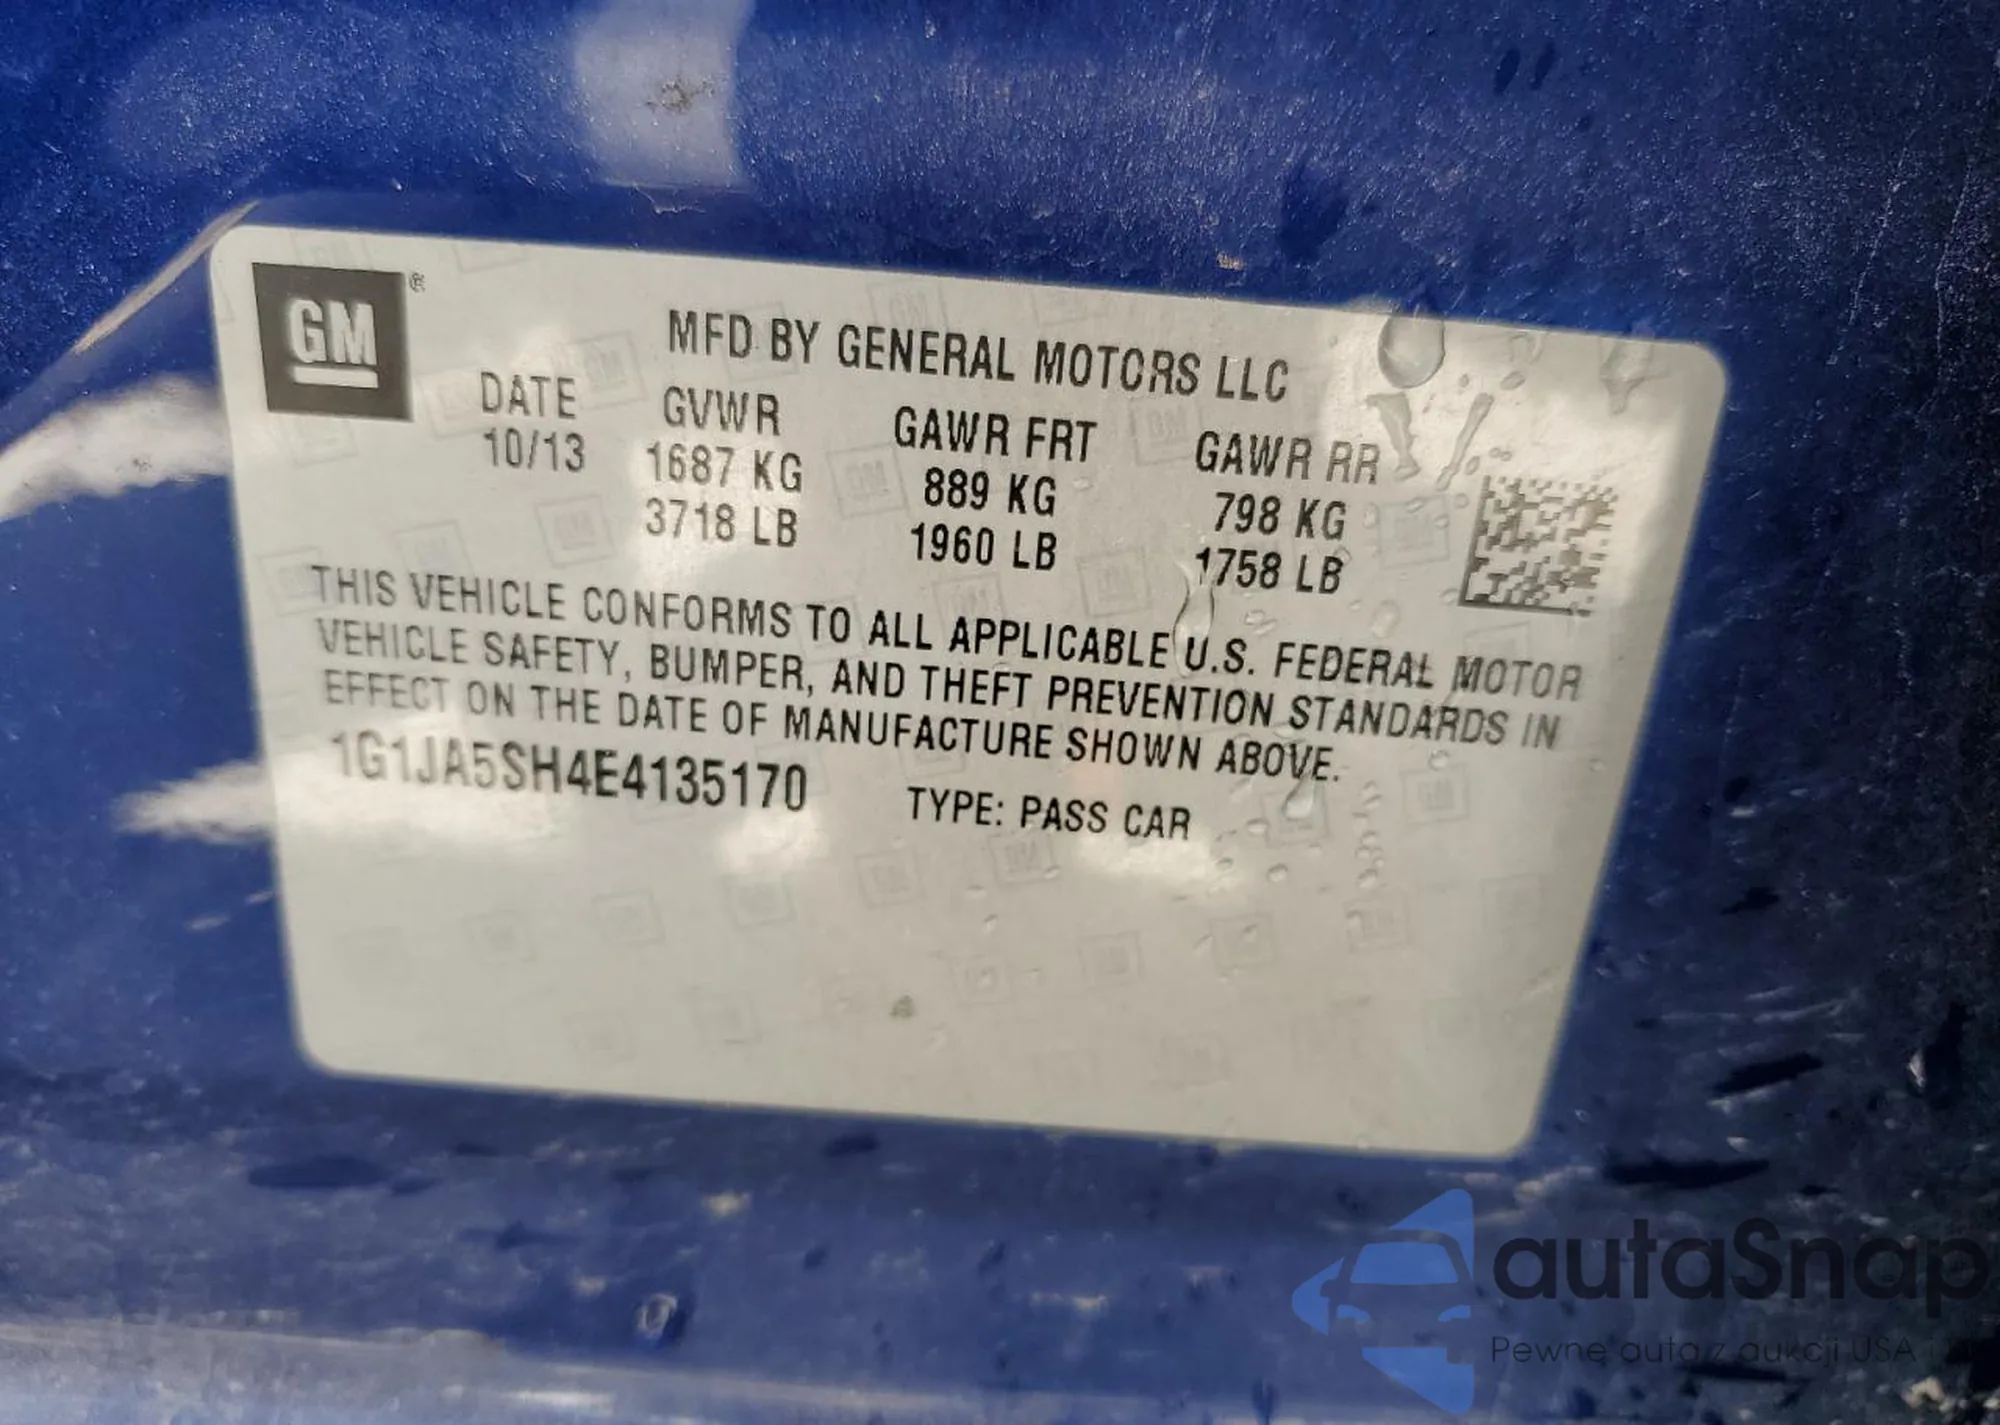 GM ®
MFD BY GENERAL MOTORS LLC
DATE GVWR GAWR FRT GAWR RR
10/13 1687 KG 889 KG 798 KG
3718 LB 1960 LB 1758 LB
THIS VEHICLE CONFORMS TO ALL APPLICABLE U.S. FEDERAL MOTOR
VEHICLE SAFETY, BUMPER, AND THEFT PREVENTION STANDARDS IN
EFFECT ON THE DATE OF MANUFACTURE SHOWN ABOVE.
1G1JA5SH4E4135170 TYPE: PASS CAR
autaSnap
Pewne auta z aukcji USA i